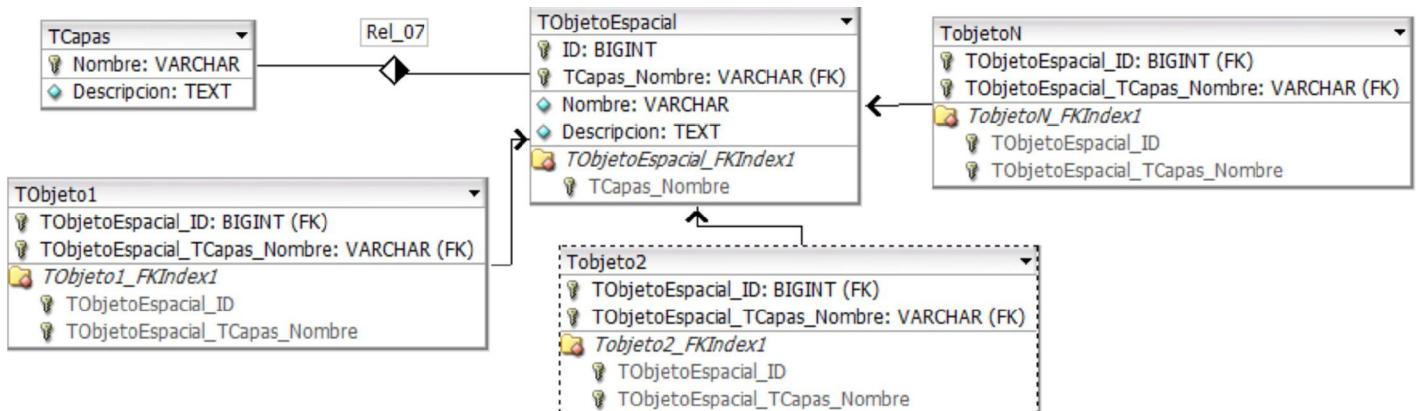 TCapas
Nombre: VARCHAR
Descripcion: TEXT
Rel_07
TObjetoEspacial
ID: BIGINT
TCapas_Nombre: VARCHAR (FK)
Nombre: VARCHAR
Descripcion: TEXT
TObjetoEspacial_FKIndex1
TCapas_Nombre
TobjetoN
TObjetoEspacial_ID: BIGINT (FK)
TObjetoEspacial_TCapas_Nombre: VARCHAR (FK)
TobjetoN_FKIndex1
TObjetoEspacial_ID
TObjetoEspacial_TCapas_Nombre
TObjeto1
TObjetoEspacial_ID: BIGINT (FK)
TObjetoEspacial_TCapas_Nombre: VARCHAR (FK)
TObjeto1_FKIndex1
TObjetoEspacial_ID
TObjetoEspacial_TCapas_Nombre
Tobjeto2
TObjetoEspacial_ID: BIGINT (FK)
TObjetoEspacial_TCapas_Nombre: VARCHAR (FK)
Tobjeto2_FKIndex1
TObjetoEspacial_ID
TObjetoEspacial_TCapas_Nombre